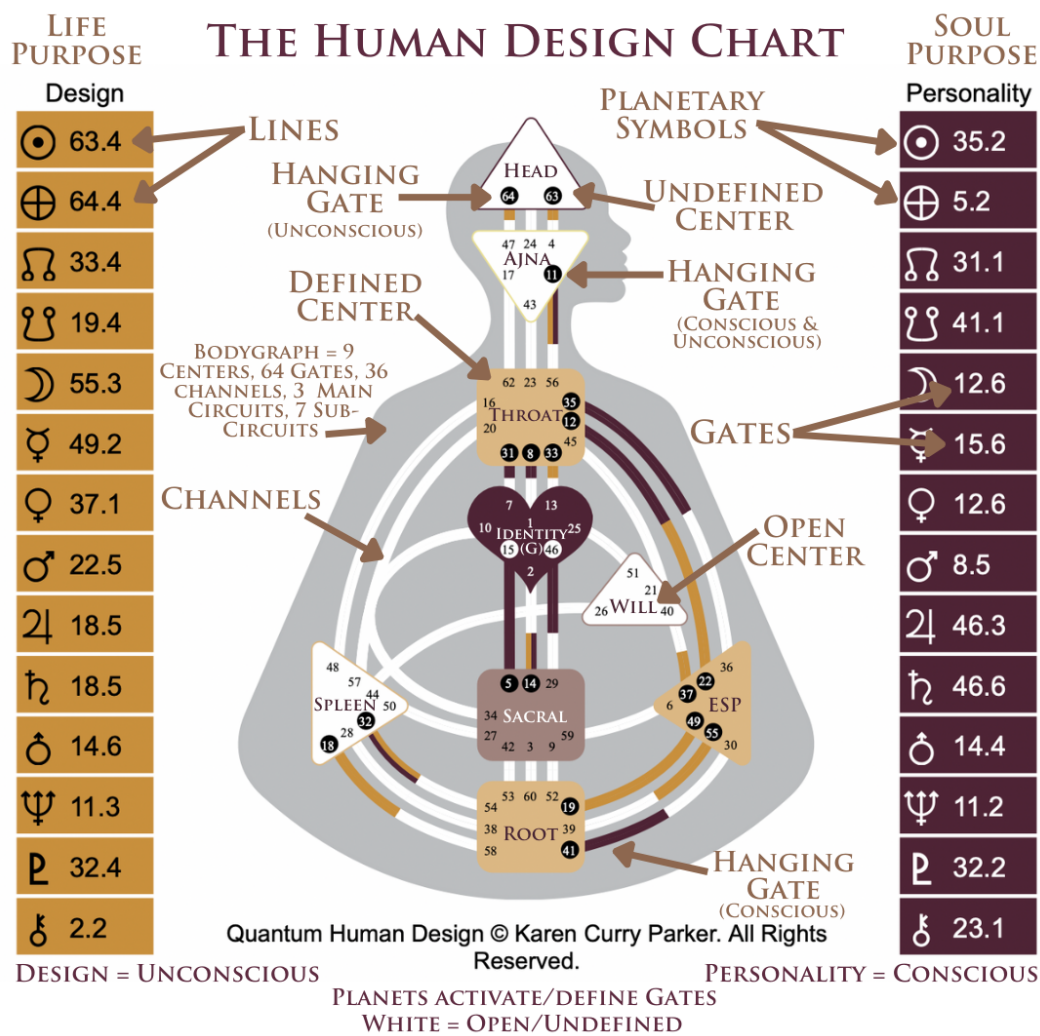 LIFE PURPOSE
THE HUMAN DESIGN CHART
SOUL PURPOSE
Design
63.4
64.4
33.4
19.4
55.3
49.2
37.1
22.5
18.5
18.5
14.6
11.3
32.4
2.2
LINES
HANGING GATE
(UNCONSCIOUS)
DEFINED CENTER
BODYGRAPH = 9
CENTERS, 64 GATES, 36
CHANNELS, 3 MAIN
CIRCUITS, 7 SUB-
CIRCUITS
CHANNELS
HEAD
64 63
47 24 4
AJNA
17 11
43
62 23 56
16 35
THROAT
12
20 45
31 8 33
7 13
1
10 IDENTITY 25
(G)
15 46
2
51
21
26 WILL 40
48
57
44
SPLEEN 50
32
28
18
5 14 29
34 SACRAL
27 59
42 3 9
36
22
37
6 ESP
49
55
30
53 60 52
54 19
38 ROOT 39
58 41
PLANETARY SYMBOLS
UNDEFINED CENTER
HANGING GATE
(CONSCIOUS &
UNCONSCIOUS)
GATES
OPEN CENTER
HANGING GATE
(CONSCIOUS)
Personality
35.2
5.2
31.1
41.1
12.6
15.6
12.6
8.5
46.3
46.6
14.4
11.2
32.2
23.1
Quantum Human Design © Karen Curry Parker. All Rights
Reserved.
DESIGN = UNCONSCIOUS
PERSONALITY = CONSCIOUS
PLANETS ACTIVATE/DEFINE GATES
WHITE = OPEN/UNDEFINED